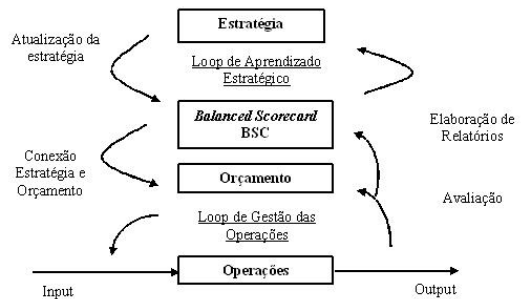 Estratégia
Atualização da
estratégia
Loop de Aprendizado
Estratégico
Balanced Scorecard
BSC
Elaboração de
Relatórios
Conexão
Estratégia e
Orçamento
Orçamento
Avaliação
Loop de Gestão das
Operações
Operações
Input
Output